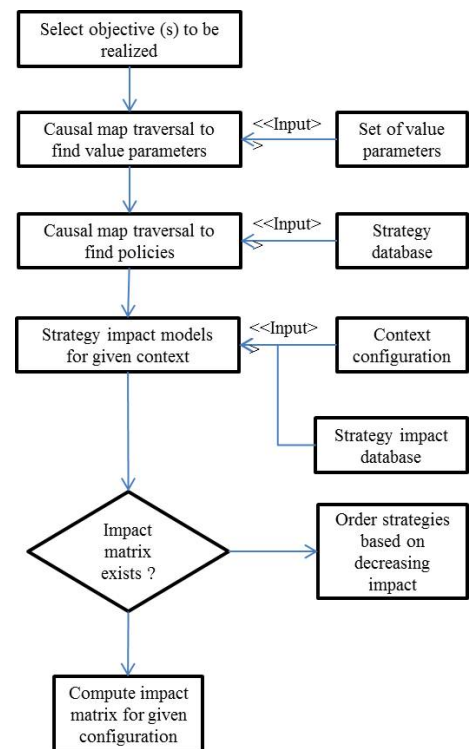 Select objective (s) to be
realized
Causal map traversal to
find value parameters
<<Input>
>
Set of value
parameters
Causal map traversal to
find policies
<<Input>
>
Strategy
database
Strategy impact models
for given context
<<Input>
>
Context
configuration
Strategy impact
database
Impact
matrix
exists ?
Order strategies
based on
decreasing
impact
Compute impact
matrix for given
configuration